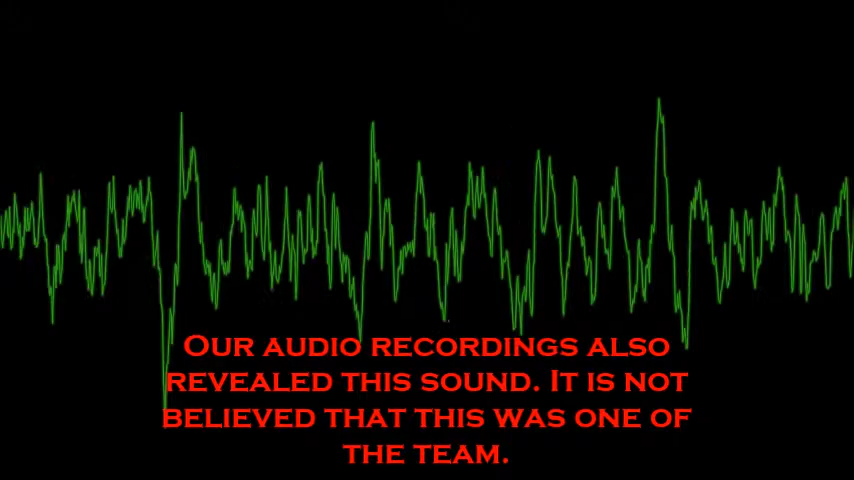 Our audio recordings also
revealed this sound. It is not
believed that this was one of
the team.